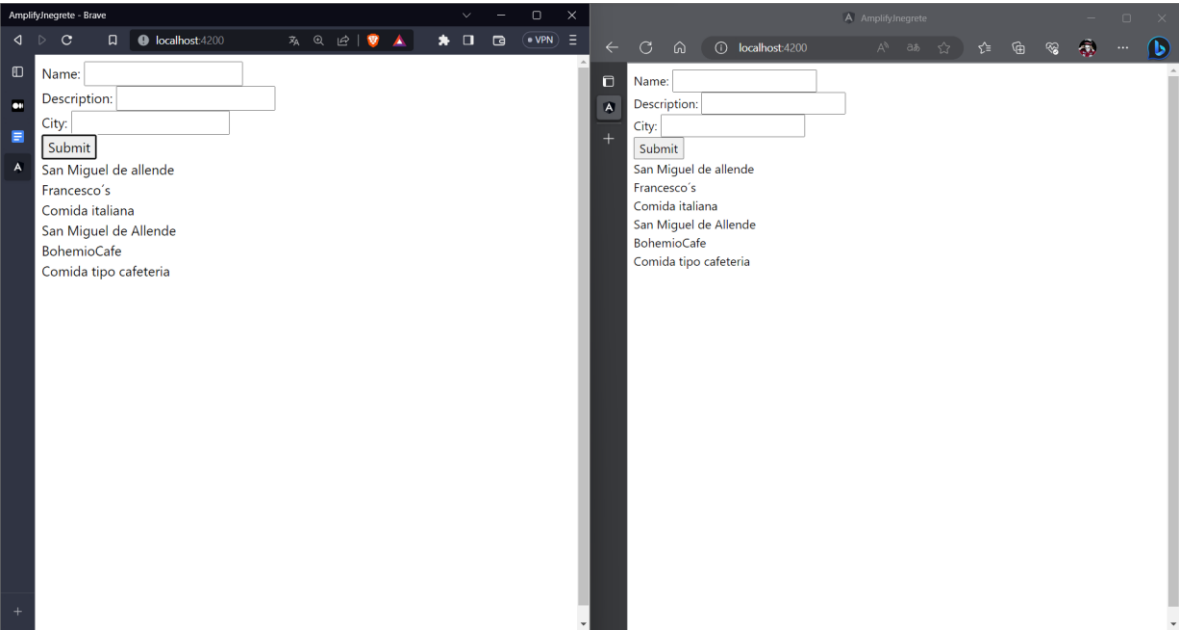 AmplifyJnegrete - Brave
localhost:4200
VPN
Name:
Description:
City:
Submit
San Miguel de allende
Francesco´s
Comida italiana
San Miguel de Allende
BohemioCafe
Comida tipo cafeteria
AmplifyJnegrete
localhost:4200
Name:
Description:
City:
Submit
San Miguel de allende
Francesco´s
Comida italiana
San Miguel de Allende
BohemioCafe
Comida tipo cafeteria